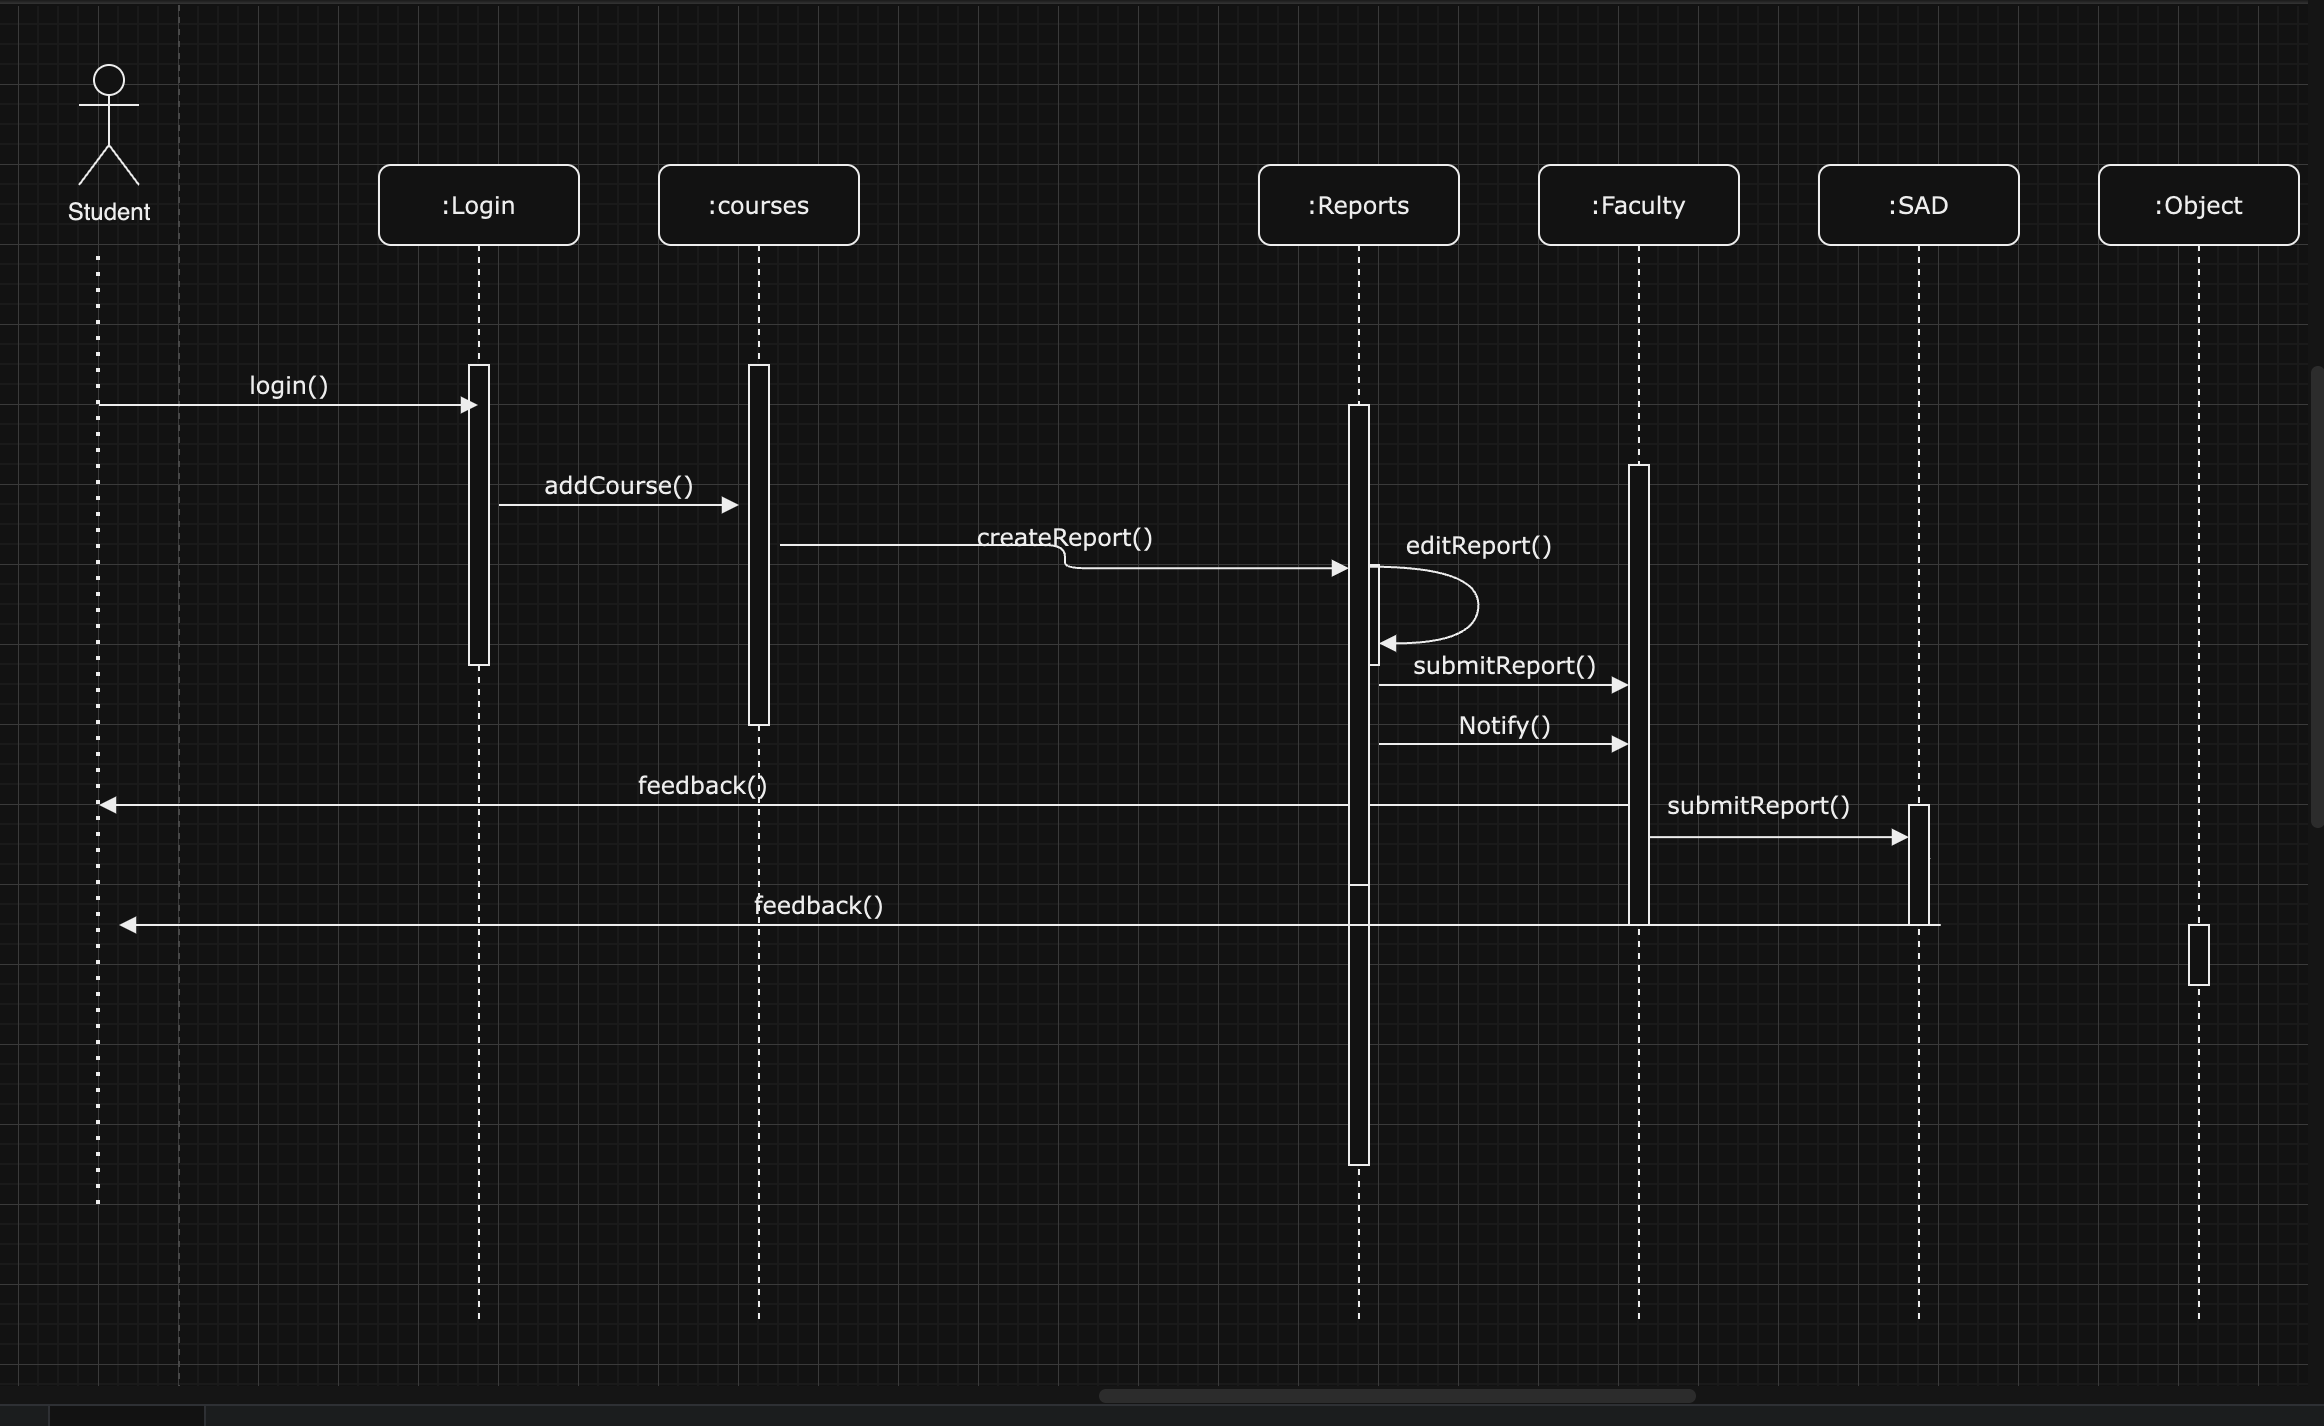 Student
:Login
:courses
:Reports
:Faculty
:SAD
:Object
login()
addCourse()
createReport()
editReport()
submitReport()
Notify()
feedback()
submitReport()
feedback()